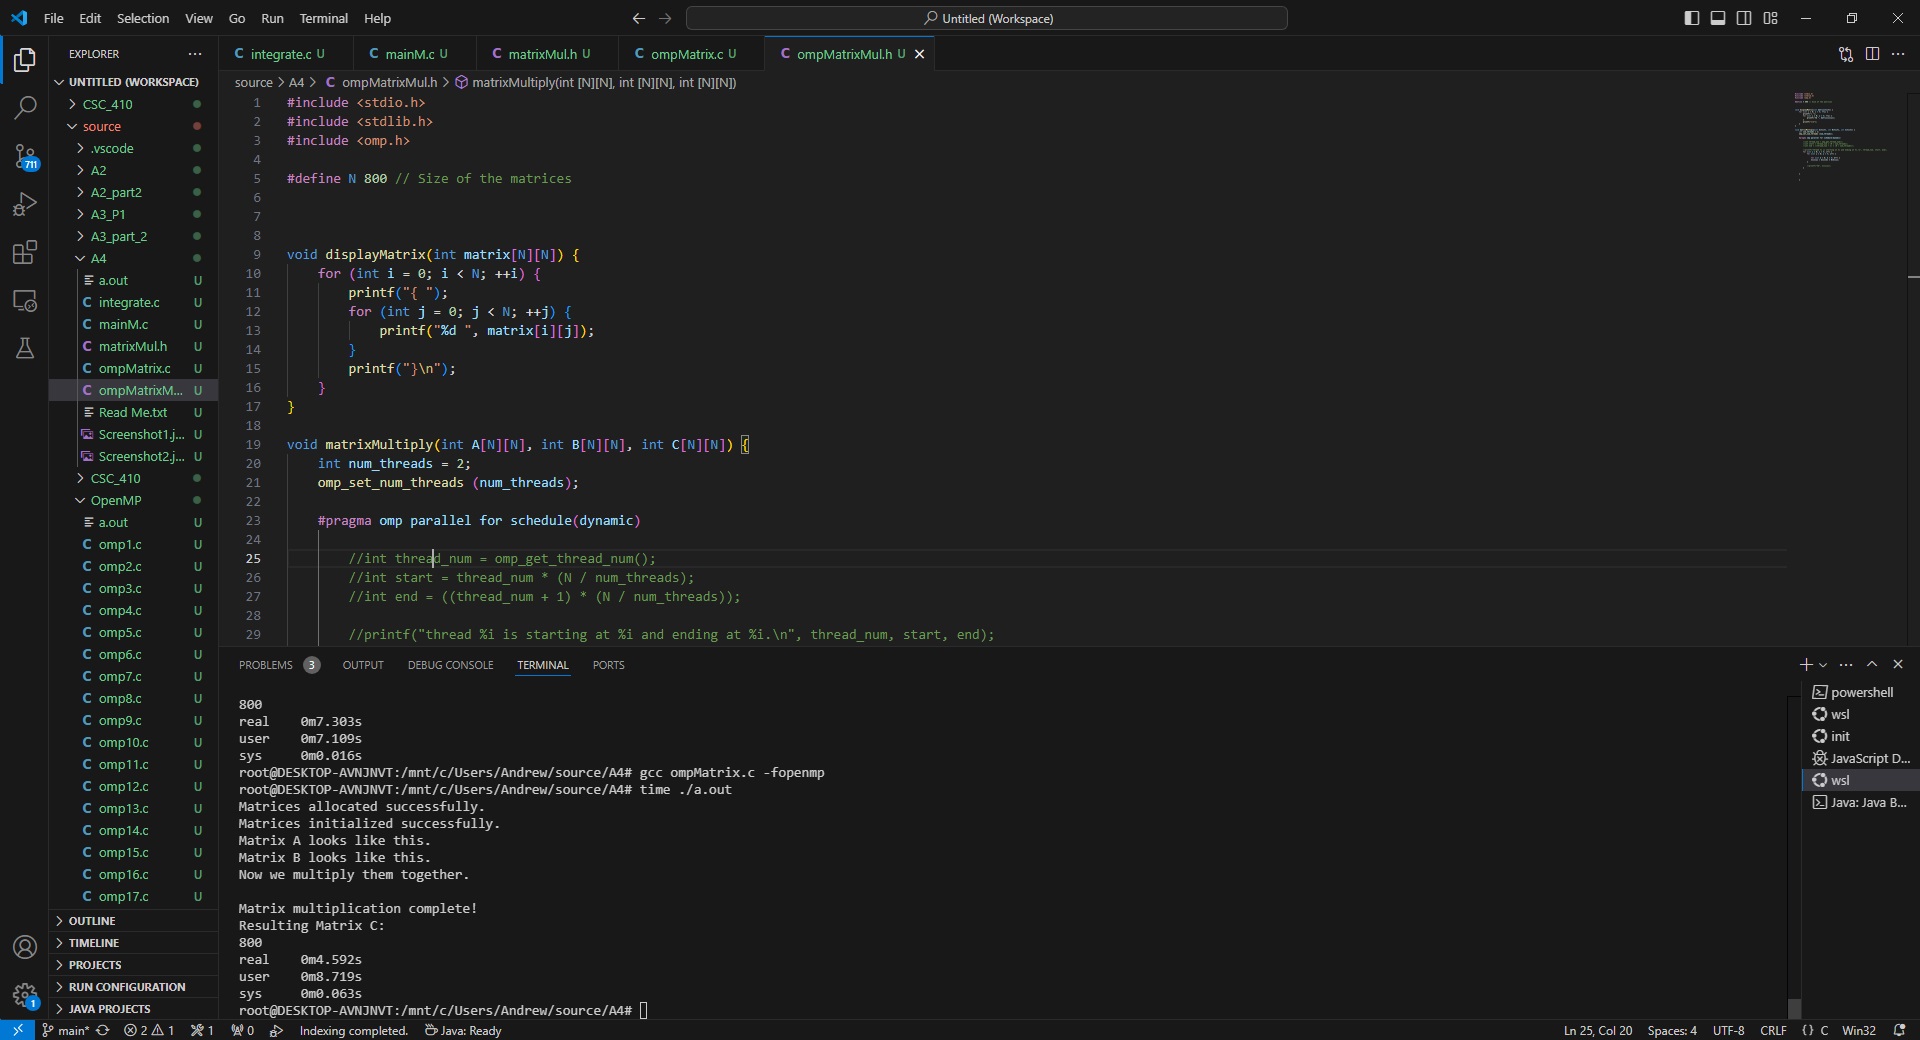 File Edit Selection View Go Run Terminal Help
Untitled (Workspace)
EXPLORER
UNTITLED (WORKSPACE)
CSC_410
source
.vscode
A2
A2_part2
A3_P1
A3_part_2
A4
a.out U
integrate.c U
mainM.c U
matrixMul.h U
ompMatrix.c U
ompMatrixM... U
Read Me.txt U
Screenshot1.j... U
Screenshot2.j... U
CSC_410
OpenMP
a.out U
omp1.c U
omp2.c U
omp3.c U
omp4.c U
omp5.c U
omp6.c U
omp7.c U
omp8.c U
omp9.c U
omp10.c U
omp11.c U
omp12.c U
omp13.c U
omp14.c U
omp15.c U
omp16.c U
omp17.c U
OUTLINE
TIMELINE
PROJECTS
RUN CONFIGURATION
JAVA PROJECTS
711
1
integrate.c U mainM.c U matrixMul.h U ompMatrix.c U ompMatrixMul.h U
source > A4 > C ompMatrixMul.h > matrixMultiply(int [N][N], int [N][N], int [N][N])
1 #include <stdio.h>
2 #include <stdlib.h>
3 #include <omp.h>
4
5 #define N 800 // Size of the matrices
6
7
8
9 void displayMatrix(int matrix[N][N]) {
10 for (int i = 0; i < N; ++i) {
11 printf("{ ");
12 for (int j = 0; j < N; ++j) {
13 printf("%d ", matrix[i][j]);
14 }
15 printf("}\n");
16 }
17 }
18
19 void matrixMultiply(int A[N][N], int B[N][N], int C[N][N]) {
20 int num_threads = 2;
21 omp_set_num_threads (num_threads);
22
23 #pragma omp parallel for schedule(dynamic)
24
25 //int thread_num = omp_get_thread_num();
26 //int start = thread_num * (N / num_threads);
27 //int end = ((thread_num + 1) * (N / num_threads));
28
29 //printf("thread %i is starting at %i and ending at %i.\n", thread_num, start, end);
PROBLEMS 3 OUTPUT DEBUG CONSOLE TERMINAL PORTS
800
real 0m7.303s
user 0m7.109s
sys 0m0.016s
root@DESKTOP-AVNJNVT:/mnt/c/Users/Andrew/source/A4# gcc ompMatrix.c -fopenmp
root@DESKTOP-AVNJNVT:/mnt/c/Users/Andrew/source/A4# time ./a.out
Matrices allocated successfully.
Matrices initialized successfully.
Matrix A looks like this.
Matrix B looks like this.
Now we multiply them together.

Matrix multiplication complete!
Resulting Matrix C:
800
real 0m4.592s
user 0m8.719s
sys 0m0.063s
root@DESKTOP-AVNJNVT:/mnt/c/Users/Andrew/source/A4#
powershell
wsl
init
JavaScript D...
wsl
Java: Java B...
main* 2 1 1 0 Indexing completed. Java: Ready Ln 25, Col 20 Spaces: 4 UTF-8 CRLF {} C Win32